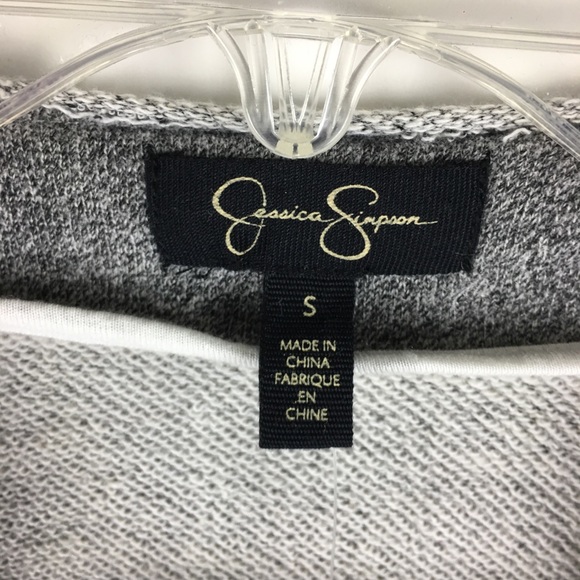 Jessica Simpson
S
MADE IN
CHINA
FABRIQUE
EN
CHINE